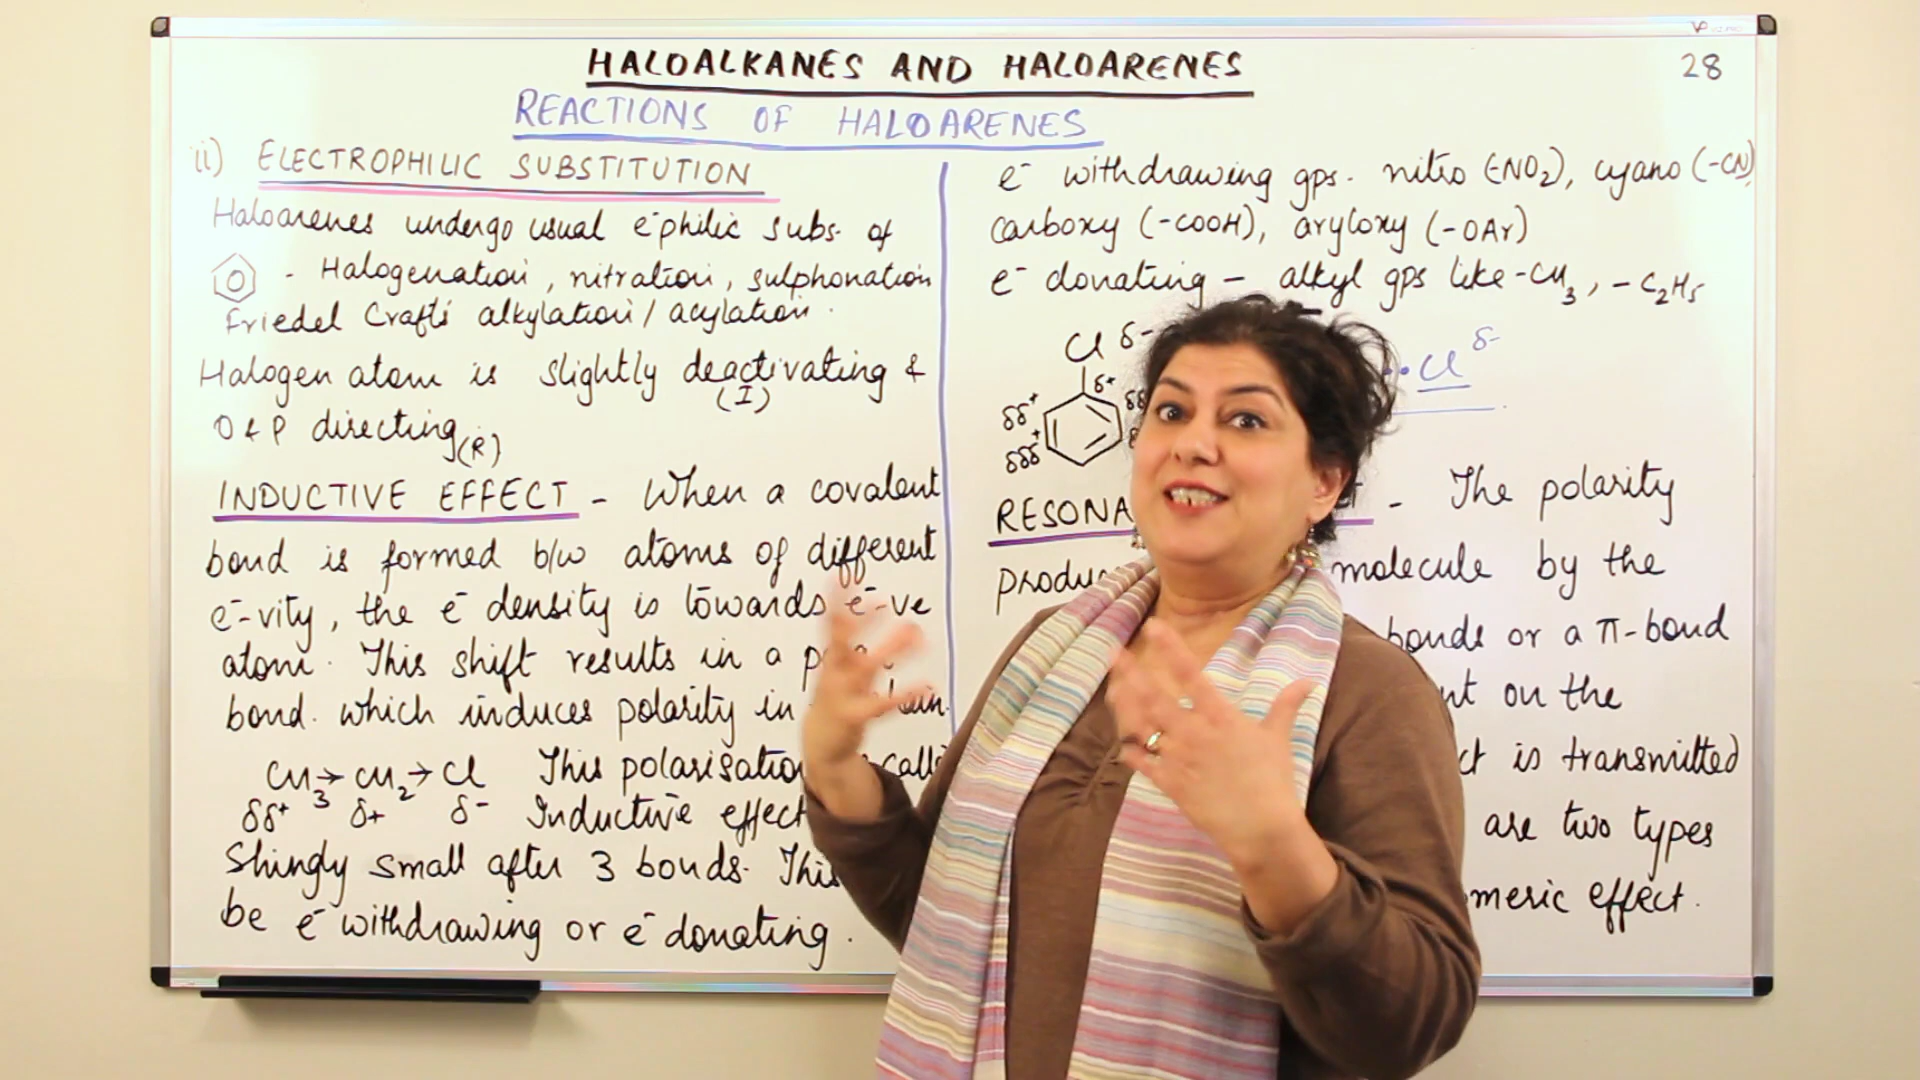 HALOALKANES AND HALOARENES
28
REACTIONS OF HALOARENES
ii) ELECTROPHILIC SUBSTITUTION
Haloarenes undergo usual e⁻philic subs. of
- Halogenation, nitration, sulphonation
Friedel Crafts alkylation / acylation.
Halogen atom is slightly deactivating &
(I)
O & P directing (R)
INDUCTIVE EFFECT - When a covalent
bond is formed b/w atoms of different
e⁻-vity, the e⁻ density is towards e⁻-ve
atom. This shift results in a
bond. which induces polarity in
CH₃→CH₂→Cl This polarisation
δδ⁺ δ+ δ⁻ Inductive effect
shingly small after 3 bonds. This
be e⁻ withdrawing or e⁻ donating.
e⁻ withdrawing gps. nitro (-NO₂), cyano (-CN),
carboxy (-COOH), aryloxy (-OAr)
e⁻ donating - alkyl gps like -CH₃, -C₂H₅
Cl δ-
δ+
δδ⁺ δδ
δδδ⁺
Cl δ-
RESONA - The polarity
produ molecule by the
bonds or a π-bond
on the
is transmitted
are two types
meric effect.